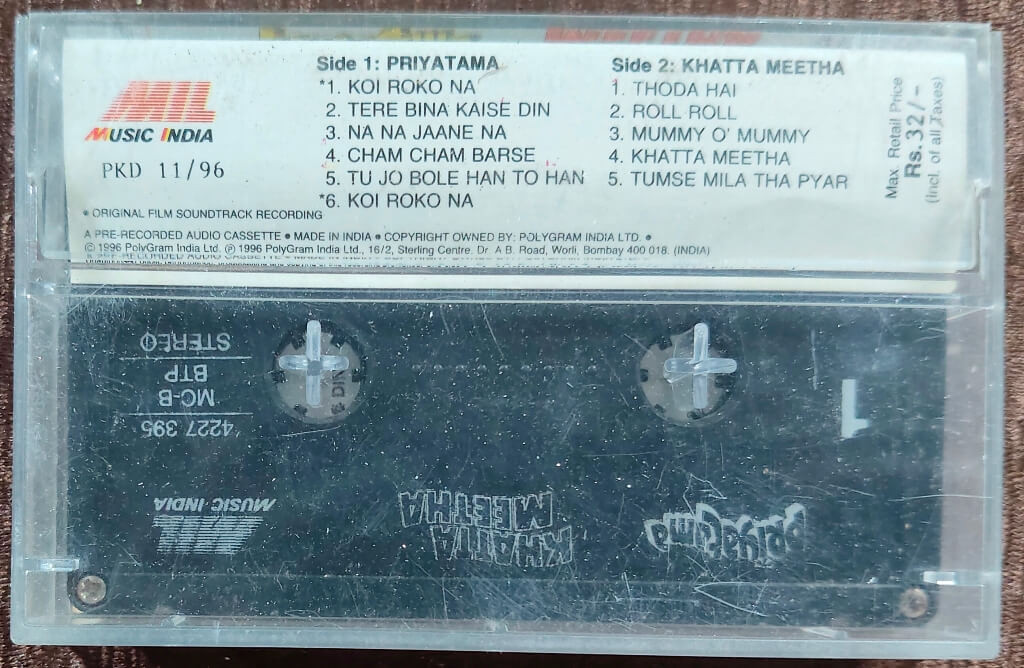 MIL
MUSIC INDIA
PKD 11/96
Side 1: PRIYATAMA
*1. KOI ROKO NA
2. TERE BINA KAISE DIN
3. NA NA JAANE NA
4. CHAM CHAM BARSE
5. TU JO BOLE HAN TO HAN
*6. KOI ROKO NA
Side 2: KHATTA MEETHA
1. THODA HAI
2. ROLL ROLL
3. MUMMY O' MUMMY
4. KHATTA MEETHA
5. TUMSE MILA THA PYAR
Max Retail Price
Rs. 32/-
(Incl. of all Taxes)
* ORIGINAL FILM SOUNDTRACK RECORDING
A PRE-RECORDED AUDIO CASSETTE ● MADE IN INDIA ● COPYRIGHT OWNED BY: POLYGRAM INDIA LTD. ●
© 1996 PolyGram India Ltd. ℗ 1996 PolyGram India Ltd., 16/2, Sterling Centre. Dr. A B. Road, Worli, Bombay 400 018. (INDIA)
Priyatama
KHATTA
MEETHA
MIL
MUSIC INDIA
4227 395
MC-B
BTP
STEREO
1